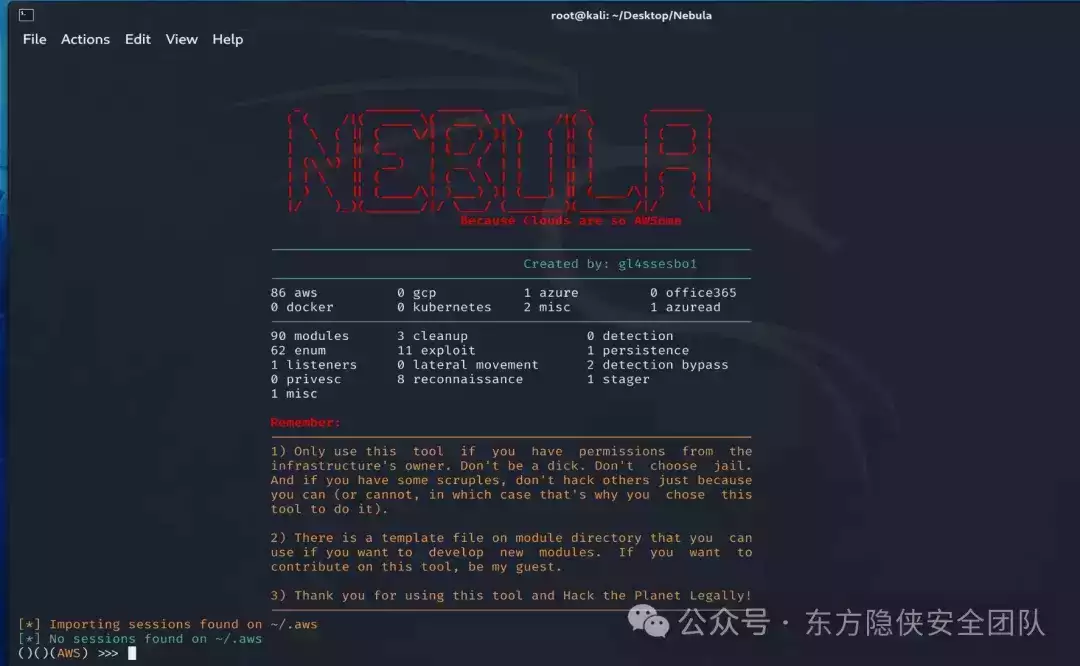 root@kali: ~/Desktop/Nebula
File Actions Edit View Help
NEBULA
Because Clouds are so AWSome
Created by: gl4ssesbo1
86 aws 0 gcp 1 azure 0 office365
0 docker 0 kubernetes 2 misc 1 azuread
90 modules 3 cleanup 0 detection
62 enum 11 exploit 1 persistence
1 listeners 0 lateral movement 2 detection bypass
0 privesc 8 reconnaissance 1 stager
1 misc
Remember:
1) Only use this tool if you have permissions from the
infrastructure's owner. Don't be a dick. Don't choose jail.
And if you have some scruples, don't hack others just because
you can (or cannot, in which case that's why you chose this
tool to do it).
2) There is a template file on module directory that you can
use if you want to develop new modules. If you want to
contribute on this tool, be my guest.
3) Thank you for using this tool and Hack the Planet Legally!
[*] Importing sessions found on ~/.aws
[*] No sessions found on ~/.aws
()()(AWS) >>>
公众号 · 东方隐侠安全团队